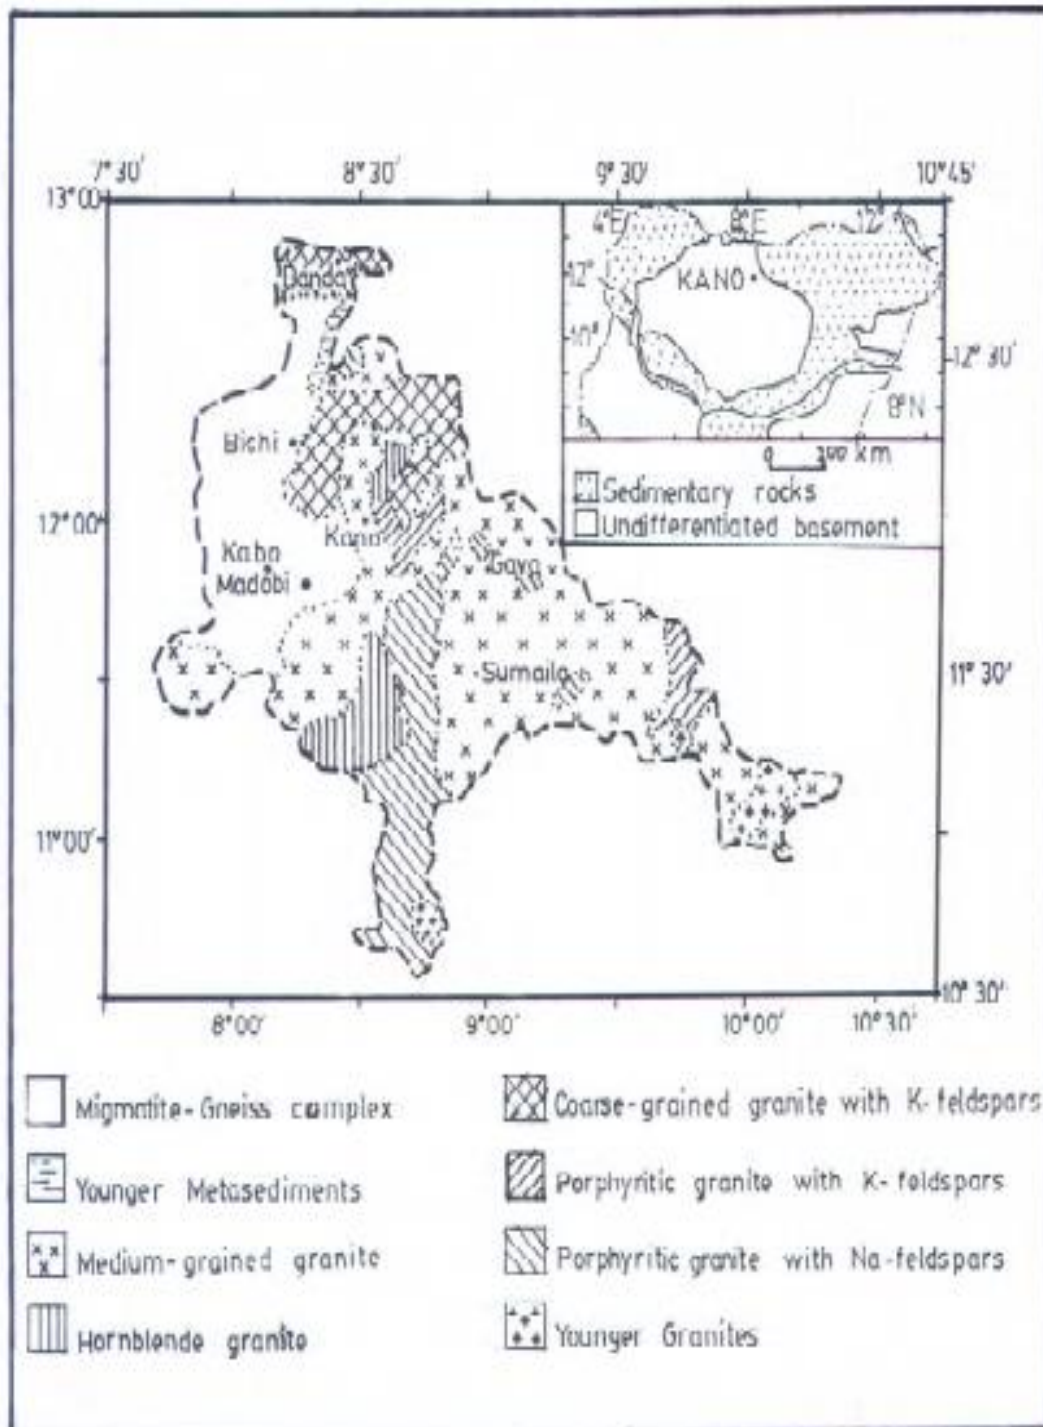 7°30'
8°30'
9°30'
10°45'
13°00
4°E
8°E
12°
Danda
12°
KANO
10°
12°30'
8°N
Bichi
0 200 km
Sedimentary rocks
12°00'
Undifferentiated basement
Kano
Kabo
Gaya
Madobi
Sumaila
11°30'
11°00'
10°30'
8°00'
9°00'
10°00'
10°30'
Migmatite-Gneiss complex
Coarse-grained granite with K-feldspars
Younger Metasediments
Porphyritic granite with K-feldspars
Medium-grained granite
Porphyritic granite with Na-feldspars
Hornblende granite
Younger Granites